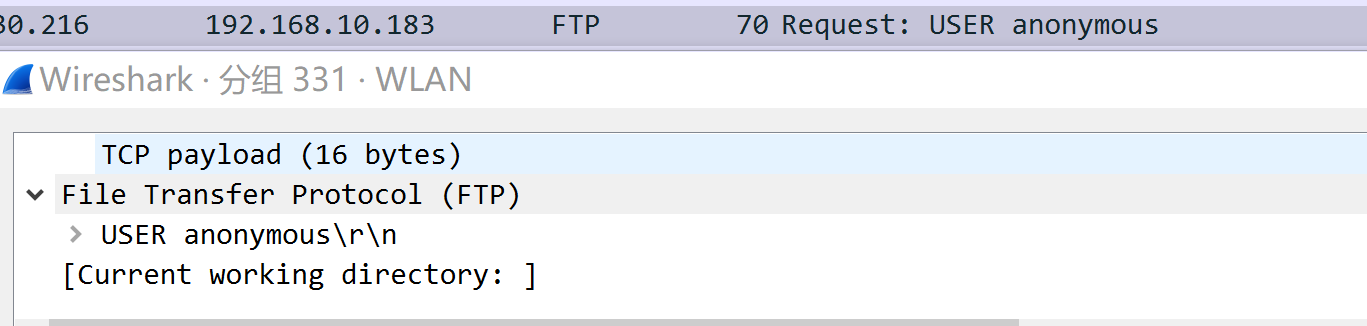 30.216 192.168.10.183 FTP 70 Request: USER anonymous
Wireshark · 分组 331 · WLAN
TCP payload (16 bytes)
File Transfer Protocol (FTP)
USER anonymous\r\n
[Current working directory: ]